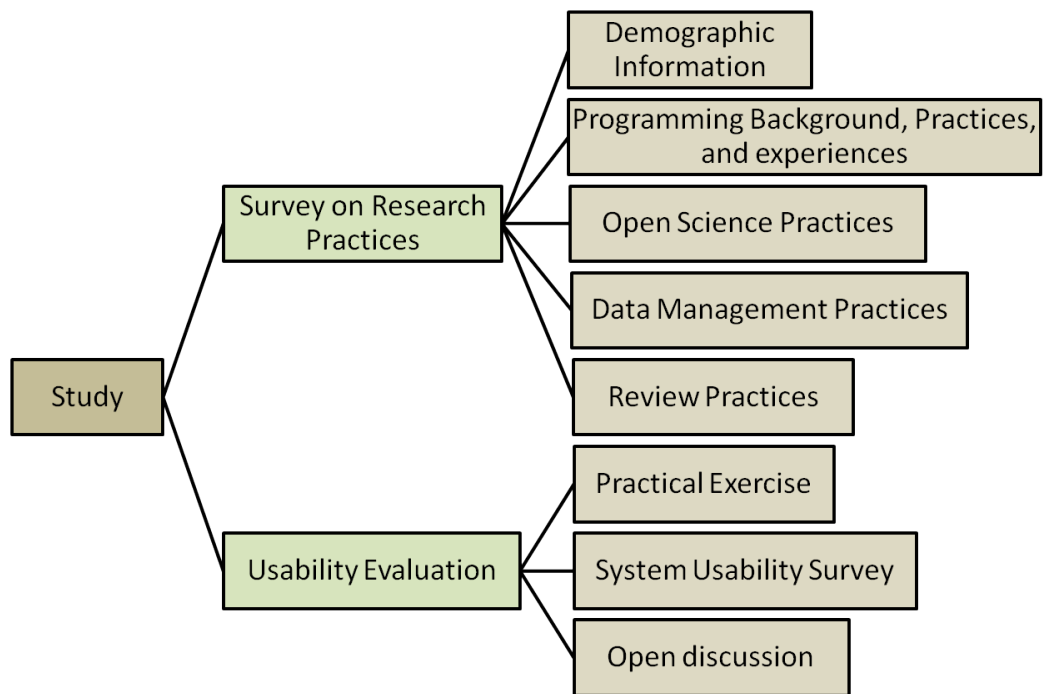 Demographic
Information
Programming Background, Practices,
and experiences
Survey on Research
Practices
Open Science Practices
Data Management Practices
Study
Review Practices
Practical Exercise
Usability Evaluation
System Usability Survey
Open discussion